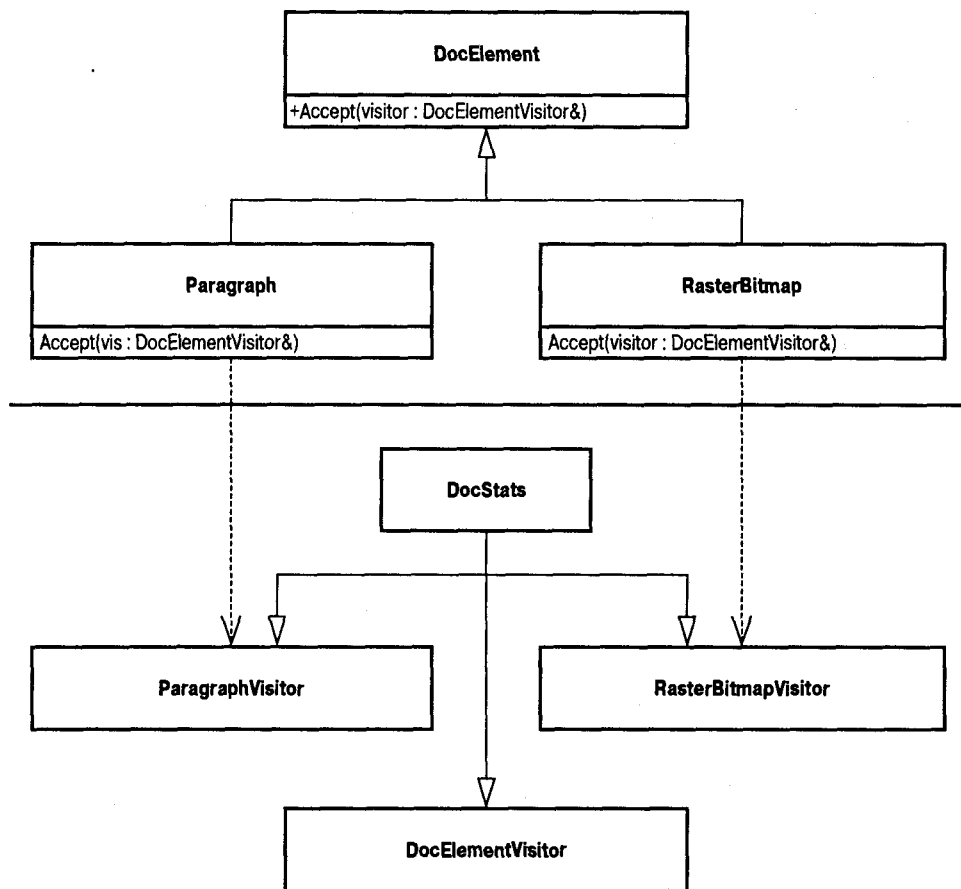 DocElement
+Accept(visitor : DocElementVisitor&)
Paragraph
RasterBitmap
Accept(vis : DocElementVisitor&)
Accept(visitor : DocElementVisitor&)
DocStats
ParagraphVisitor
RasterBitmapVisitor
DocElementVisitor